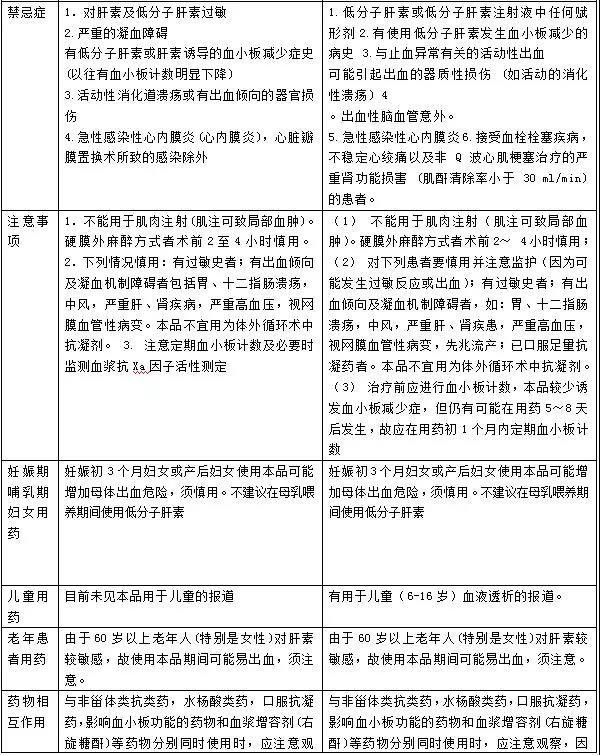 禁忌症
1. 对肝素及低分子肝素过敏
2.严重的凝血障碍
有低分子肝素或肝素诱导的血小板减少症史
(以往有血小板计数明显下降)
3.活动性消化道溃疡或有出血倾向的器官损
伤
4.急性感染性心内膜炎(心内膜炎)，心脏瓣
膜置换术所致的感染除外
1.低分子肝素或低分子肝素注射液中任何赋
形剂 2.有使用低分子肝素发生血小板减少的
病史 3.与止血异常有关的活动性出血
可能引起出血的器质性损伤 (如活动的消化
性溃疡) 4
。出血性脑血管意外。
5.急性感染性心内膜炎6.接受血栓栓塞疾病，
不稳定心绞痛以及非 Q 波心肌梗塞治疗的严
重肾功能损害 (肌酐清除率小于 30 ml/min)
的患者。
注意事
项
1. 不能用于肌肉注射(肌注可致局部血肿)。
硬膜外麻醉方式者术前2至4小时慎用。
2. 下列情况慎用：有过敏史者；有出血倾向
及凝血机制障碍者包括胃、十二指肠溃疡，
中风，严重肝、肾疾病，严重高血压，视网
膜血管性病变。本品不宜用为体外循环术中
抗凝剂。 3. 注意定期血小板计数及必要时
监测血浆抗Xa因子活性测定
(1) 不能用于肌肉注射 (肌注可致局部血
肿)。硬膜外麻醉方式者术前2～ 4小时慎用；
(2) 对下列患者要慎用并注意监护(因为可
能发生过敏反应或出血)；有过敏史者；有出
血倾向及凝血机制障碍者，如：胃、十二指肠
溃疡，中风，严重肝、肾疾患，严重高血压，
视网膜血管性病变，先兆流产；已口服足量抗
凝药者。本品不宜用为体外循环术中抗凝剂。
(3) 治疗前应进行血小板计数，本品较少诱
发血小板减少症，但仍有可能在用药5～8天
后发生，故应在用药初1个月内定期血小板计
数
妊娠期
哺乳期
妇女用
药
妊娠初3个月妇女或产后妇女使用本品可能
增加母体出血危险，须慎用。不建议在母乳喂
养期间使用低分子肝素
妊娠初3个月妇女或产后妇女使用本品可能
增加母体出血危险，须慎用。不建议在母乳喂养期
间使用低分子肝素
儿童用
药
目前未见本品用于儿童的报道
有用于儿童（6-16岁）血液透析的报道。
老年患
者用药
由于60岁以上老年人(特别是女性)对肝素
较敏感，故使用本品期间可能易出血，须注
意。
由于60岁以上老年人(特别是女性)对肝素
较敏感，故使用本品期间可能易出血，须注意。
药物相
互作用
与非甾体类抗类药，水杨酸类药，口服抗凝
药，影响血小板功能的药物和血浆增容剂(右
旋糖酐)等药物分别同时使用时，应注意观
与非甾体类抗类药，水杨酸类药，口服抗凝药，
影响血小板功能的药物和血浆增容剂(右旋糖
酐)等药物分别同时使用时，应注意观察，因